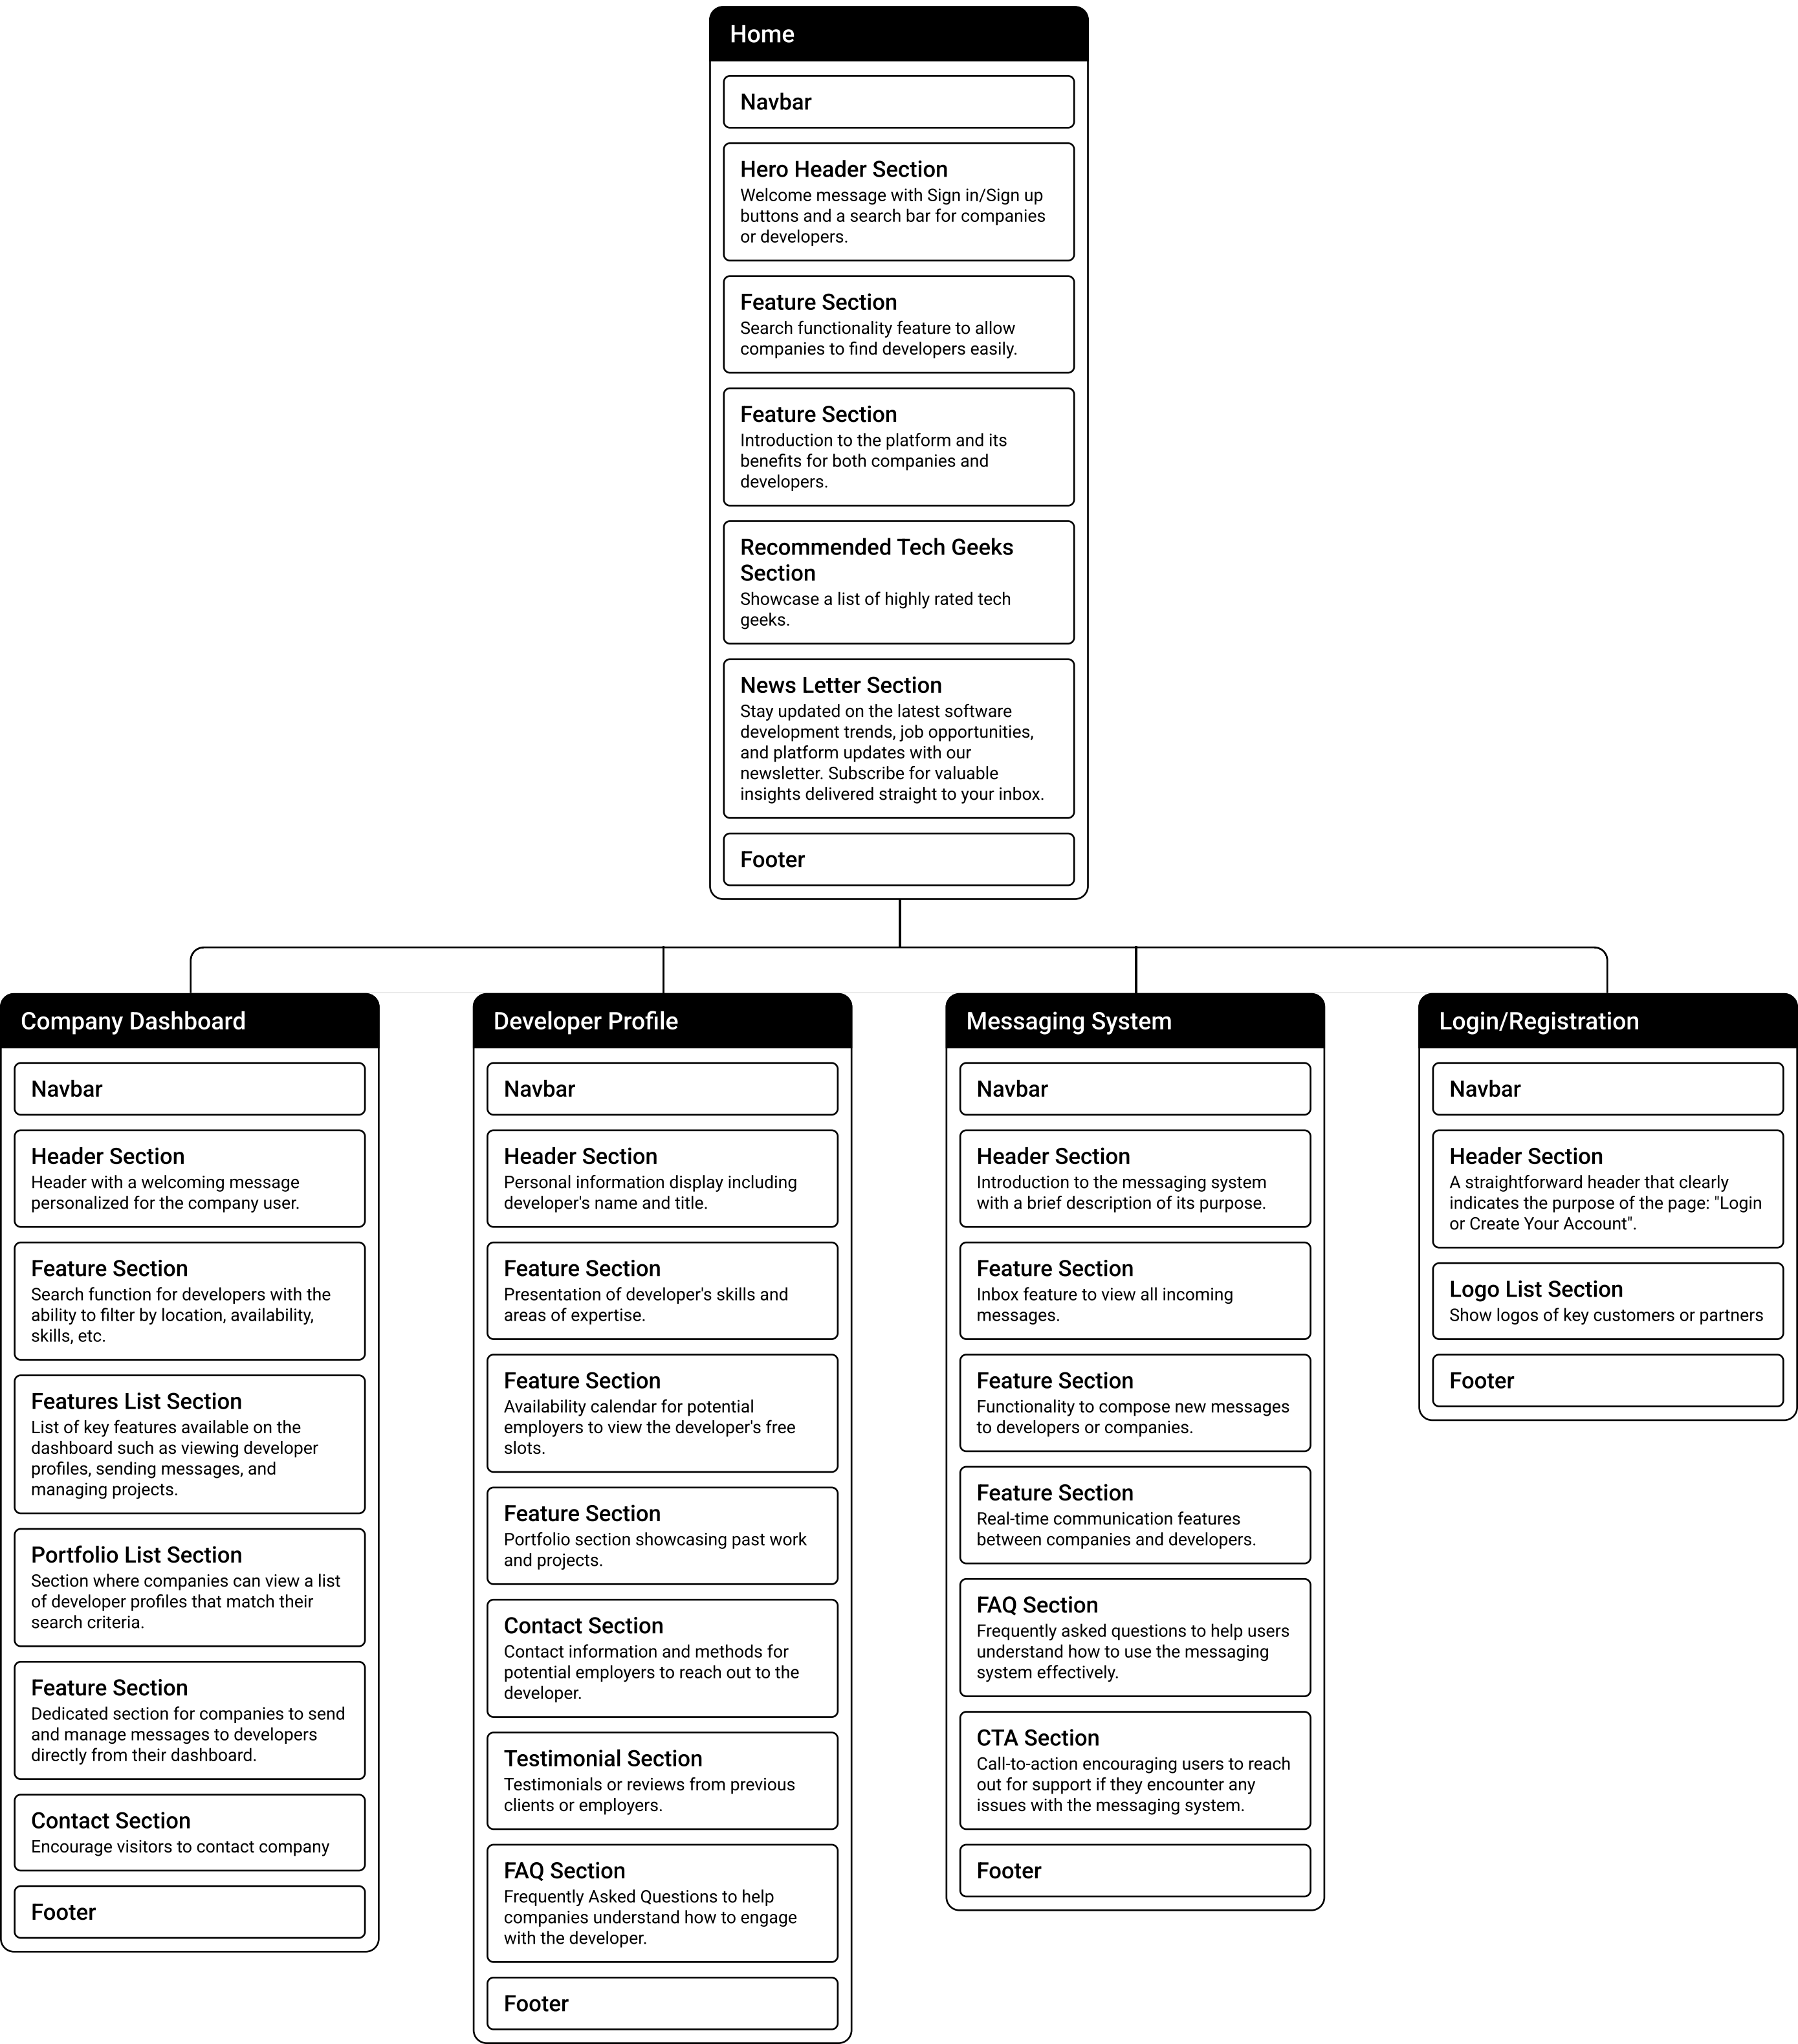 Home
Navbar
Hero Header Section
Welcome message with Sign in/Sign up
buttons and a search bar for companies
or developers.
Feature Section
Search functionality feature to allow
companies to find developers easily.
Feature Section
Introduction to the platform and its
benefits for both companies and
developers.
Recommended Tech Geeks
Section
Showcase a list of highly rated tech
geeks.
News Letter Section
Stay updated on the latest software
development trends, job opportunities,
and platform updates with our
newsletter. Subscribe for valuable
insights delivered straight to your inbox.
Footer
Company Dashboard
Navbar
Header Section
Header with a welcoming message
personalized for the company user.
Feature Section
Search function for developers with the
ability to filter by location, availability,
skills, etc.
Features List Section
List of key features available on the
dashboard such as viewing developer
profiles, sending messages, and
managing projects.
Portfolio List Section
Section where companies can view a list
of developer profiles that match their
search criteria.
Feature Section
Dedicated section for companies to send
and manage messages to developers
directly from their dashboard.
Contact Section
Encourage visitors to contact company
Footer
Developer Profile
Navbar
Header Section
Personal information display including
developer's name and title.
Feature Section
Presentation of developer's skills and
areas of expertise.
Feature Section
Availability calendar for potential
employers to view the developer's free
slots.
Feature Section
Portfolio section showcasing past work
and projects.
Contact Section
Contact information and methods for
potential employers to reach out to the
developer.
Testimonial Section
Testimonials or reviews from previous
clients or employers.
FAQ Section
Frequently Asked Questions to help
companies understand how to engage
with the developer.
Footer
Messaging System
Navbar
Header Section
Introduction to the messaging system
with a brief description of its purpose.
Feature Section
Inbox feature to view all incoming
messages.
Feature Section
Functionality to compose new messages
to developers or companies.
Feature Section
Real-time communication features
between companies and developers.
FAQ Section
Frequently asked questions to help users
understand how to use the messaging
system effectively.
CTA Section
Call-to-action encouraging users to reach
out for support if they encounter any
issues with the messaging system.
Footer
Login/Registration
Navbar
Header Section
A straightforward header that clearly
indicates the purpose of the page: "Login
or Create Your Account".
Logo List Section
Show logos of key customers or partners
Footer